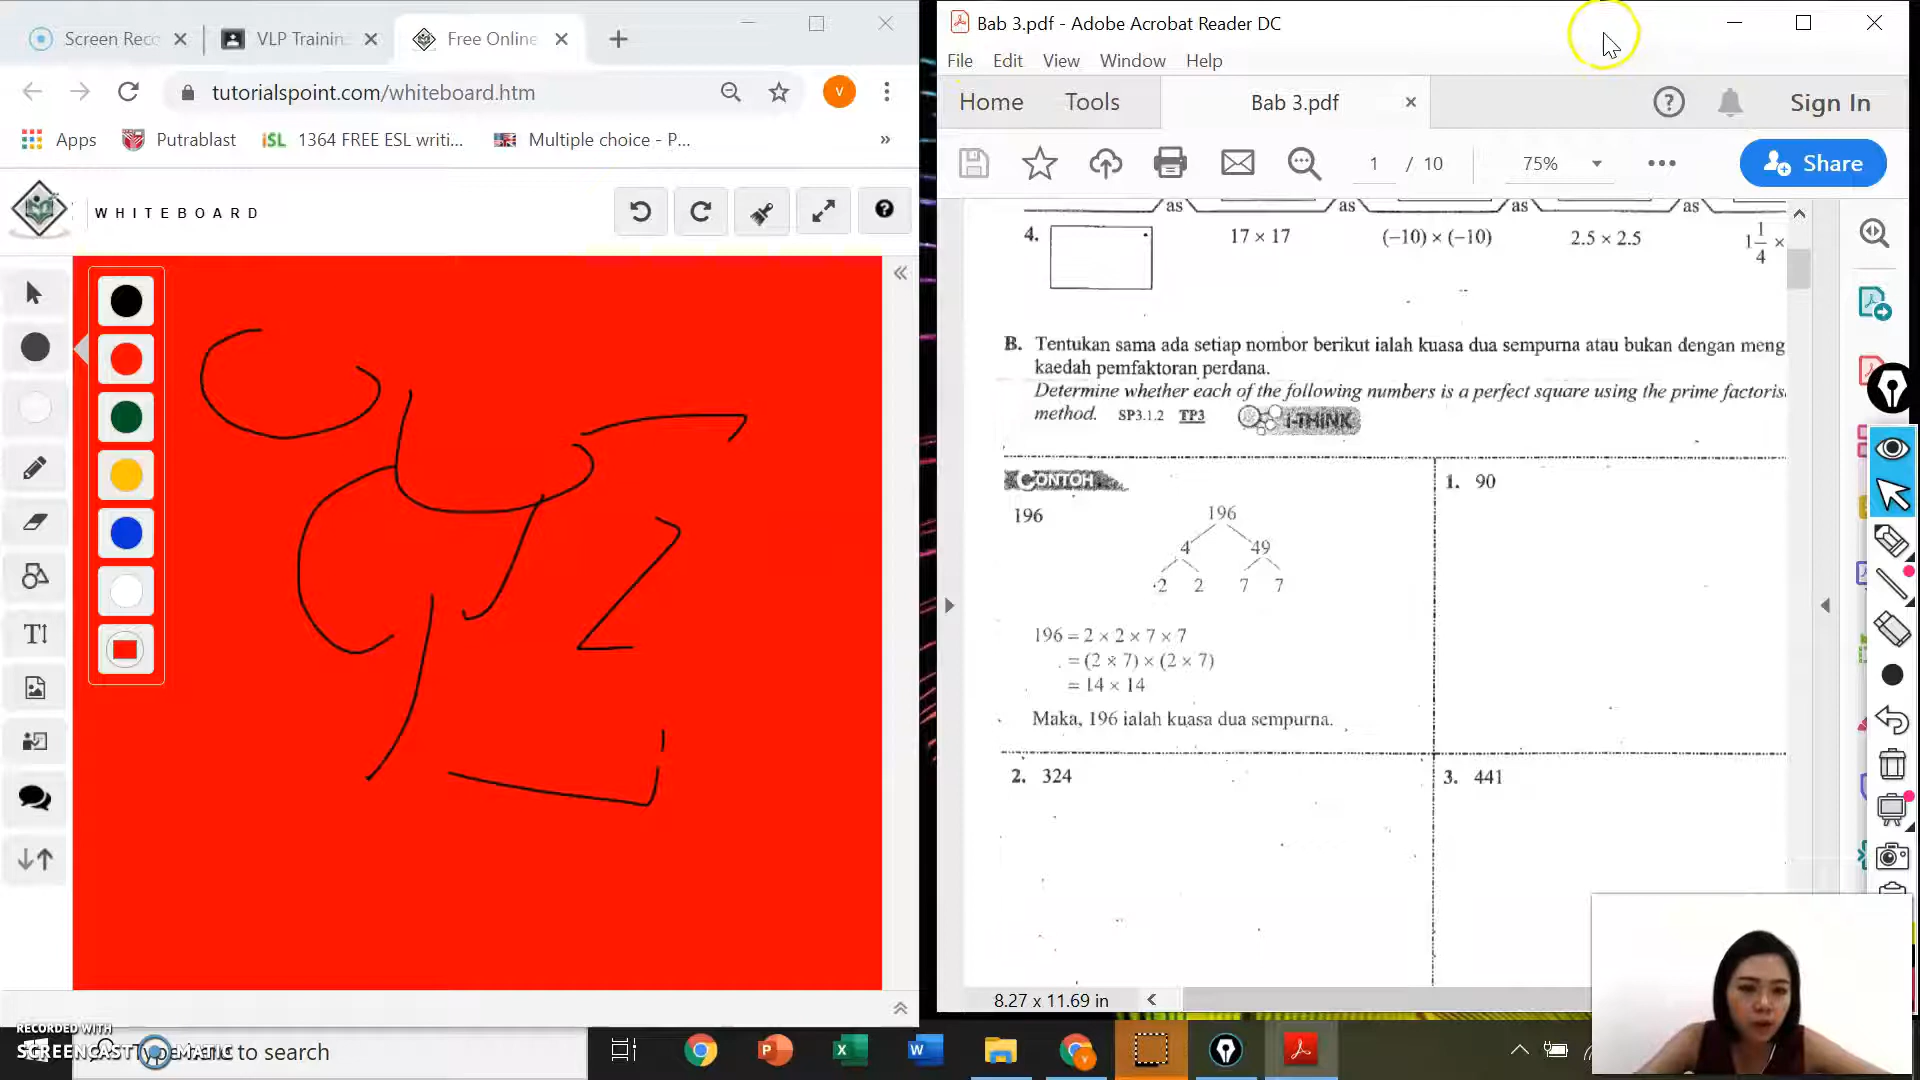 Screen Reco
VLP Training
Free Online
tutorialspoint.com/whiteboard.htm
V
Apps
Putrablast
iSL
1364 FREE ESL writi...
Multiple choice - P...
»
WHITEBOARD
RECORDED WITH
SCREENCAST MATIC
Type here to search
Bab 3.pdf - Adobe Acrobat Reader DC
File Edit View Window Help
Home
Tools
Bab 3.pdf
Sign In
1 / 10
75%
Share
as as as as
4.
17 × 17
(−10) × (−10)
2.5 × 2.5
1 1/4 ×
B. Tentukan sama ada setiap nombor berikut ialah kuasa dua sempurna atau bukan dengan meng
kaedah pemfaktoran perdana.
Determine whether each of the following numbers is a perfect square using the prime factoris
method. SP3.1.2 TP3 i-THINK
CONTOH
196
196
4 49
2 2 7 7
196 = 2 × 2 × 7 × 7
= (2 × 7) × (2 × 7)
= 14 × 14
Maka, 196 ialah kuasa dua sempurna.
1. 90
2. 324
3. 441
8.27 x 11.69 in